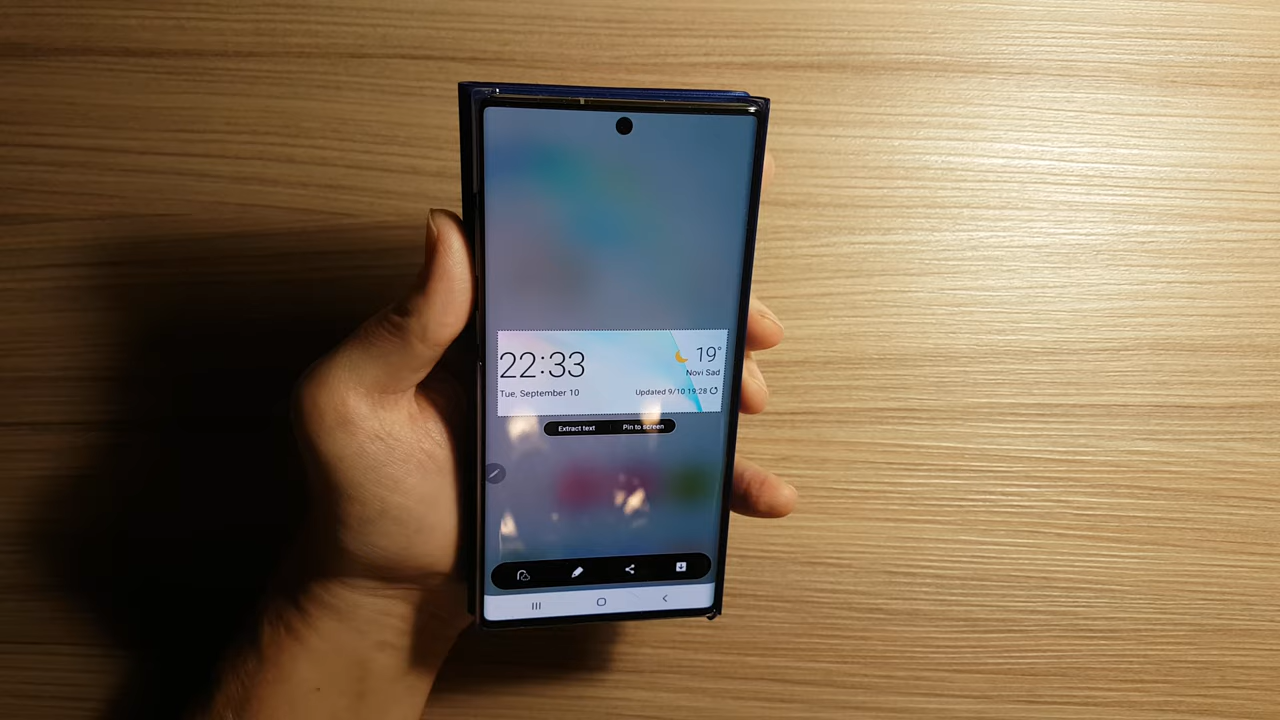 22:33
19°
Novi Sad
Tue, September 10
Updated 9/10 19:28
Extract text
Pin to screen